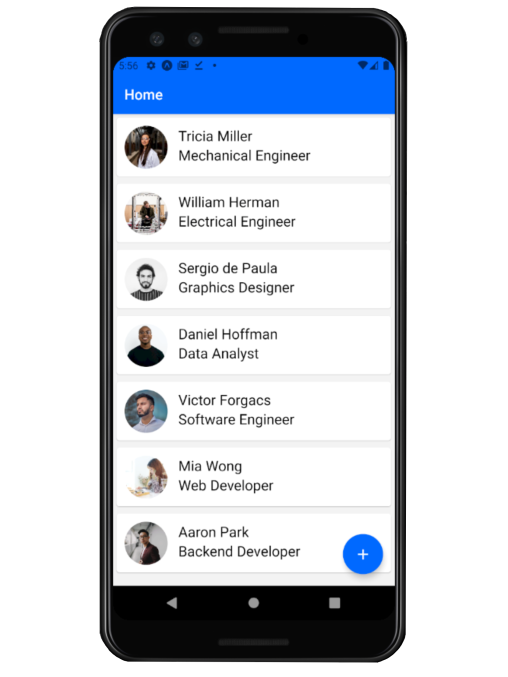 5:56
Home
Tricia Miller
Mechanical Engineer
William Herman
Electrical Engineer
Sergio de Paula
Graphics Designer
Daniel Hoffman
Data Analyst
Victor Forgacs
Software Engineer
Mia Wong
Web Developer
Aaron Park
Backend Developer
+